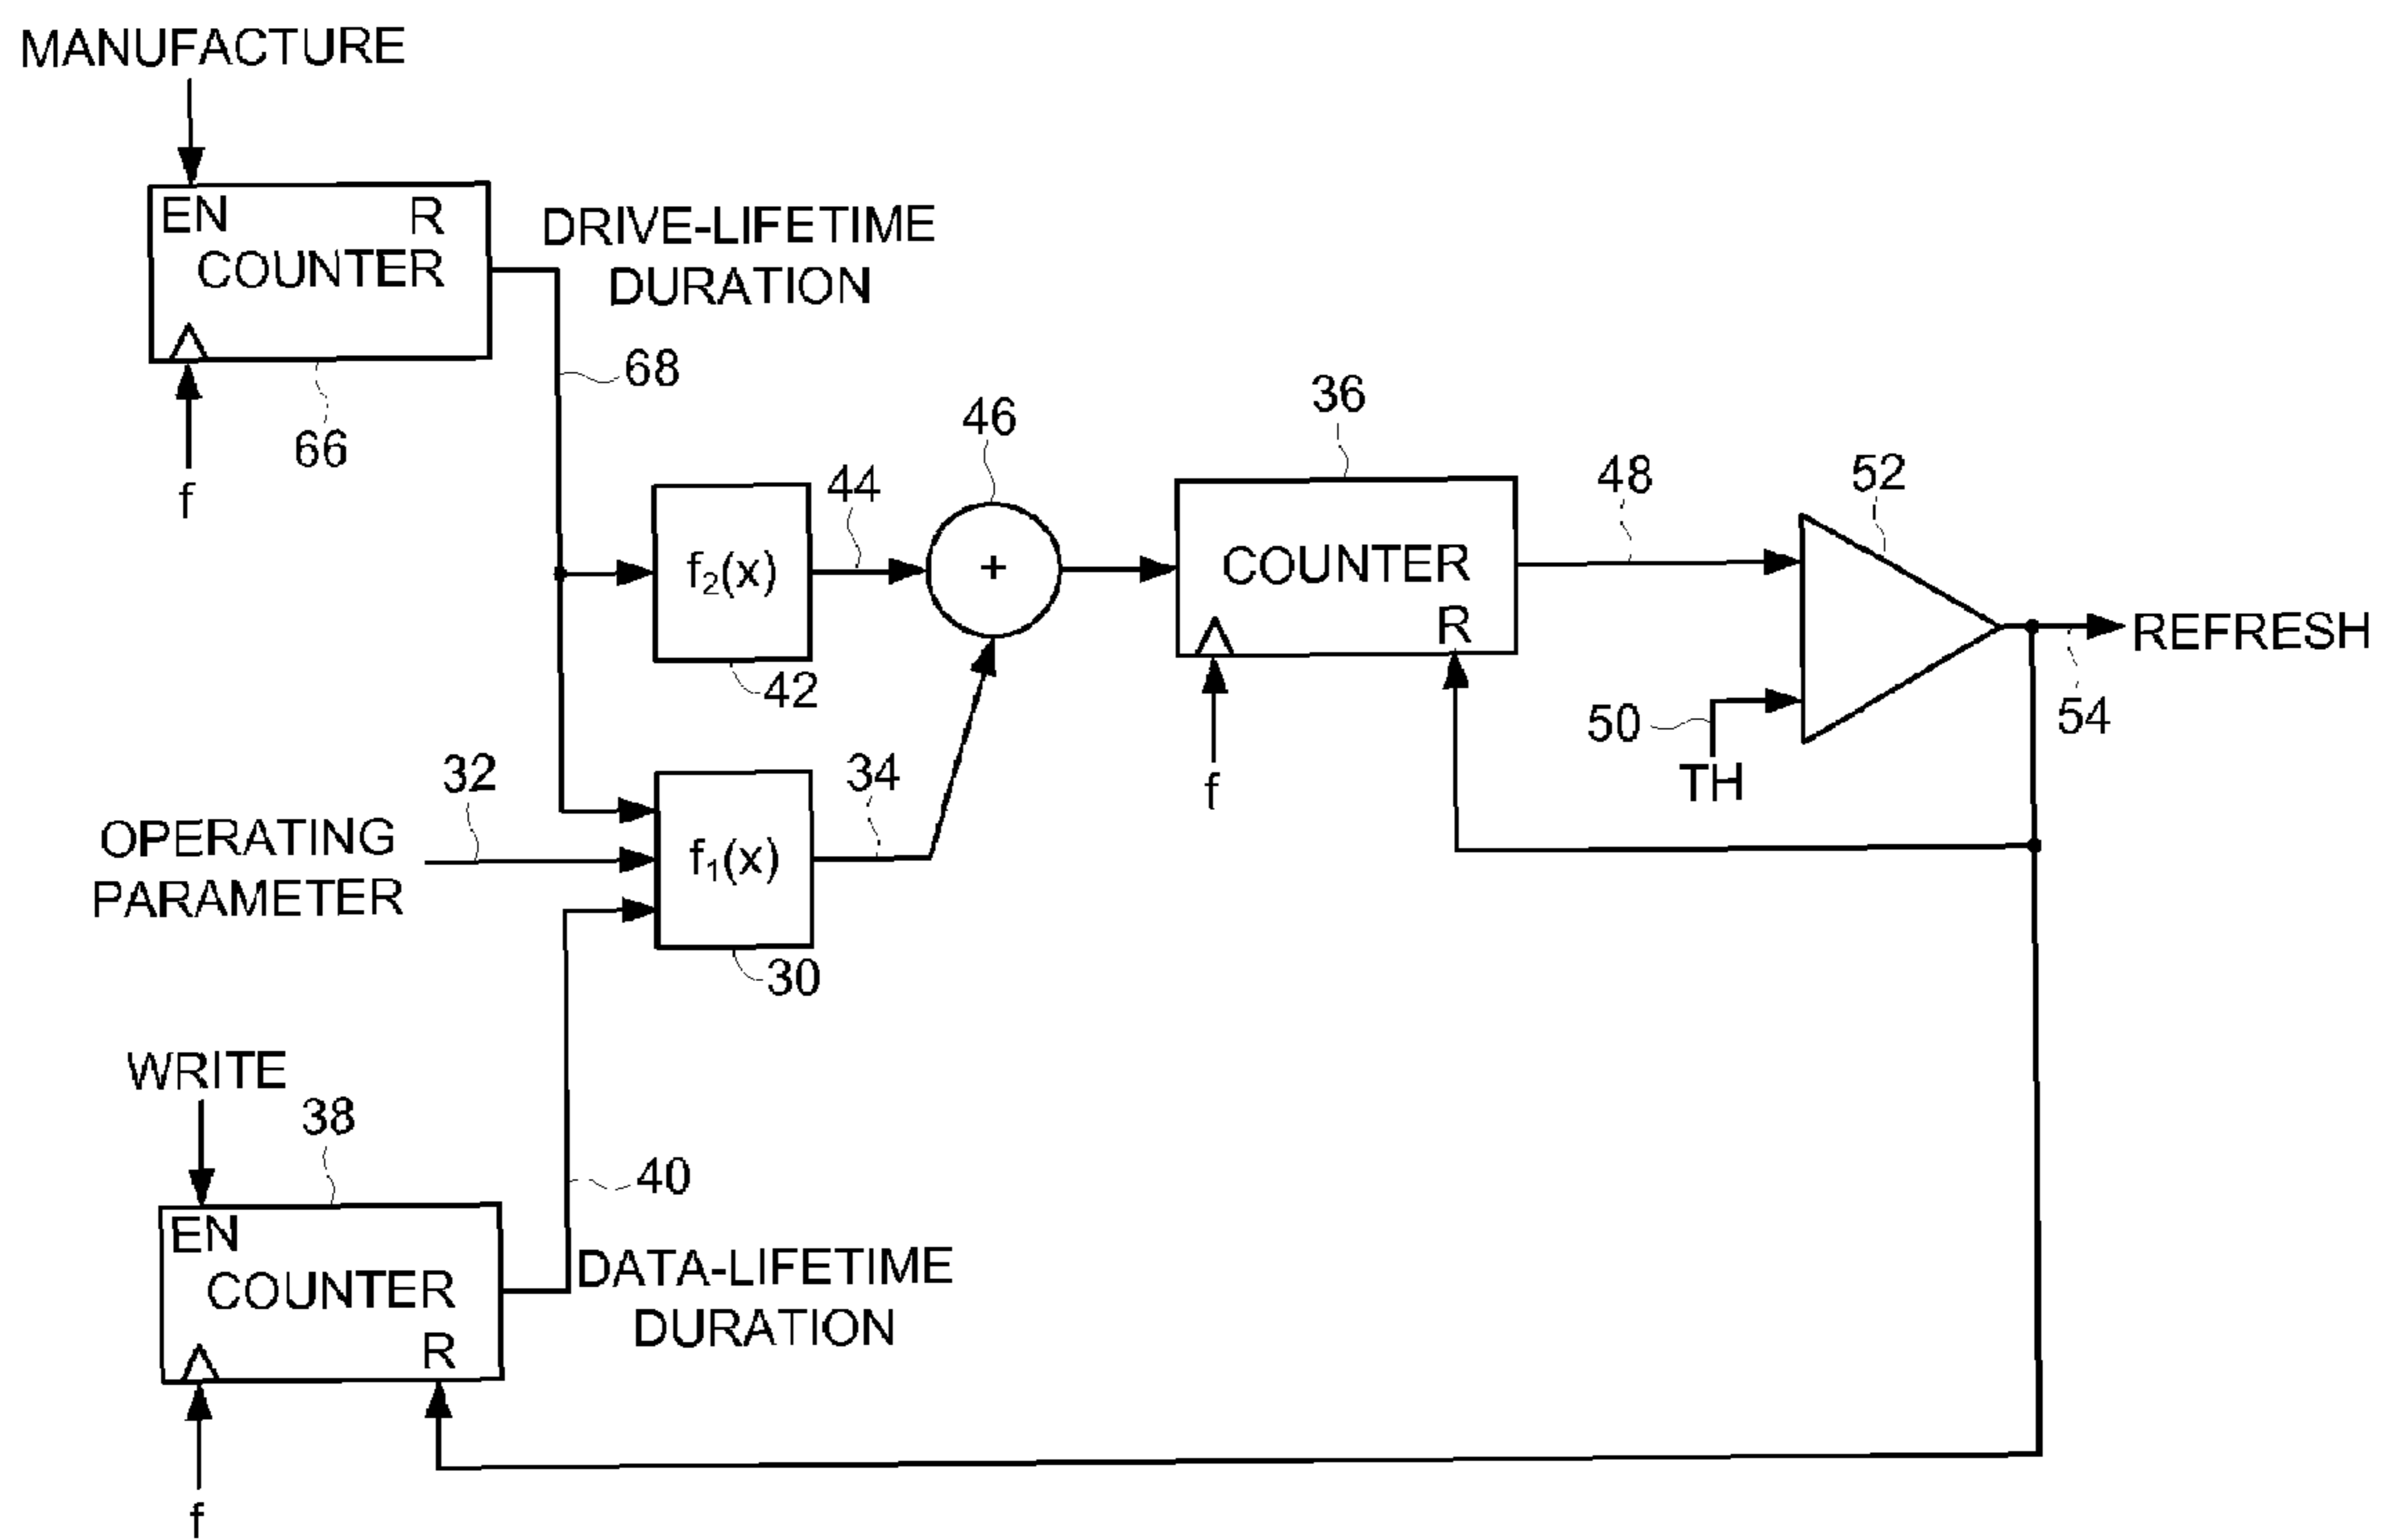 MANUFACTURE
EN R
COUNTER
f
66
DRIVE-LIFETIME
DURATION
68
f₂(x)
42
44
46
36
COUNTER
R
f
48
52
50
TH
REFRESH
54
OPERATING
PARAMETER
32
f₁(x)
30
34
WRITE
38
EN
COUNTER
R
f
40
DATA-LIFETIME
DURATION
+